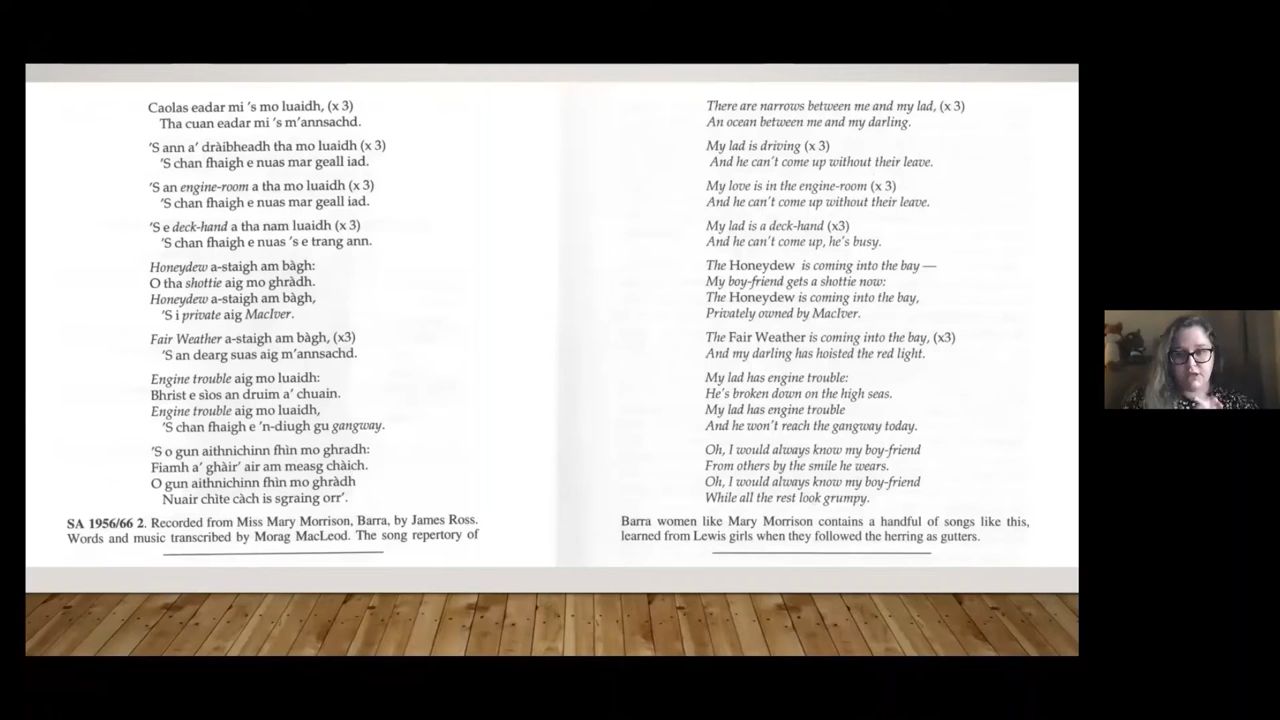 Caolas eadar mi 's mo luaidh, (x 3)
Tha cuan eadar mi 's m'annsachd.
'S ann a' dràibheadh tha mo luaidh (x 3)
'S chan fhaigh e nuas mar geall iad.
'S an engine-room a tha mo luaidh (x 3)
'S chan fhaigh e nuas mar geall iad.
'S e deck-hand a tha nam luaidh (x 3)
'S chan fhaigh e nuas 's e trang ann.
Honeydew a-staigh am bàgh:
O tha shottie aig mo ghràdh.
Honeydew a-staigh am bàgh,
'S i private aig MacIver.
Fair Weather a-staigh am bàgh, (x3)
'S an dearg suas aig m'annsachd.
Engine trouble aig mo luaidh:
Bhrist e sìos an druim a' chuain.
Engine trouble aig mo luaidh,
'S chan fhaigh e 'n-diugh gu gangway.
'S o gun aithnichinn fhìn mo ghradh:
Fiamh a' ghàir' air am measg chàich.
O gun aithnichinn fhìn mo ghràdh
Nuair chìte càch is sgraing orr'.
SA 1956/66 2. Recorded from Miss Mary Morrison, Barra, by James Ross.
Words and music transcribed by Morag MacLeod. The song repertory of
There are narrows between me and my lad, (x 3)
An ocean between me and my darling.
My lad is driving (x 3)
And he can't come up without their leave.
My love is in the engine-room (x 3)
And he can't come up without their leave.
My lad is a deck-hand (x3)
And he can't come up, he's busy.
The Honeydew is coming into the bay —
My boy-friend gets a shottie now:
The Honeydew is coming into the bay,
Privately owned by MacIver.
The Fair Weather is coming into the bay, (x3)
And my darling has hoisted the red light.
My lad has engine trouble:
He's broken down on the high seas.
My lad has engine trouble
And he won't reach the gangway today.
Oh, I would always know my boy-friend
From others by the smile he wears.
Oh, I would always know my boy-friend
While all the rest look grumpy.
Barra women like Mary Morrison contains a handful of songs like this,
learned from Lewis girls when they followed the herring as gutters.